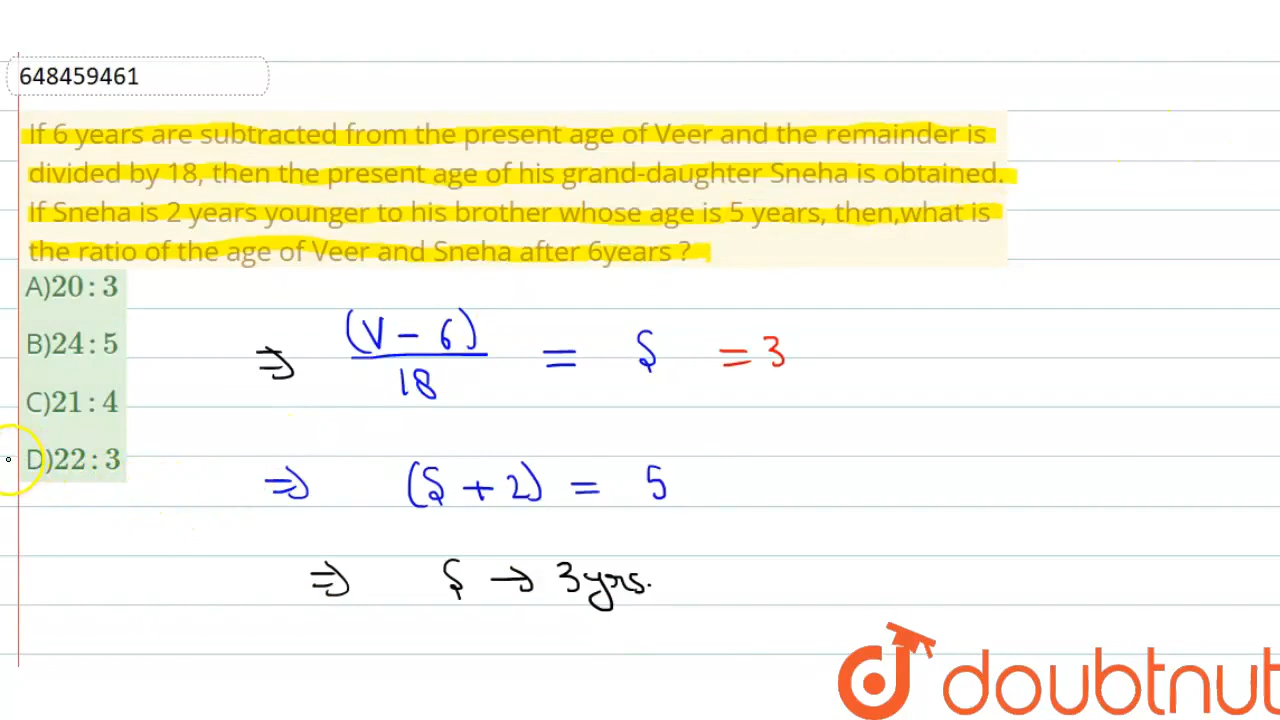 648459461
If 6 years are subtracted from the present age of Veer and the remainder is
divided by 18, then the present age of his grand-daughter Sneha is obtained.
If Sneha is 2 years younger to his brother whose age is 5 years, then,what is
the ratio of the age of Veer and Sneha after 6years ?
A)20 : 3
B)24 : 5
C)21 : 4
D)22 : 3
⇒ (V - 6) / 18 = S = 3
⇒ (S + 2) = 5
⇒ S → 3yrs.
doubtnut